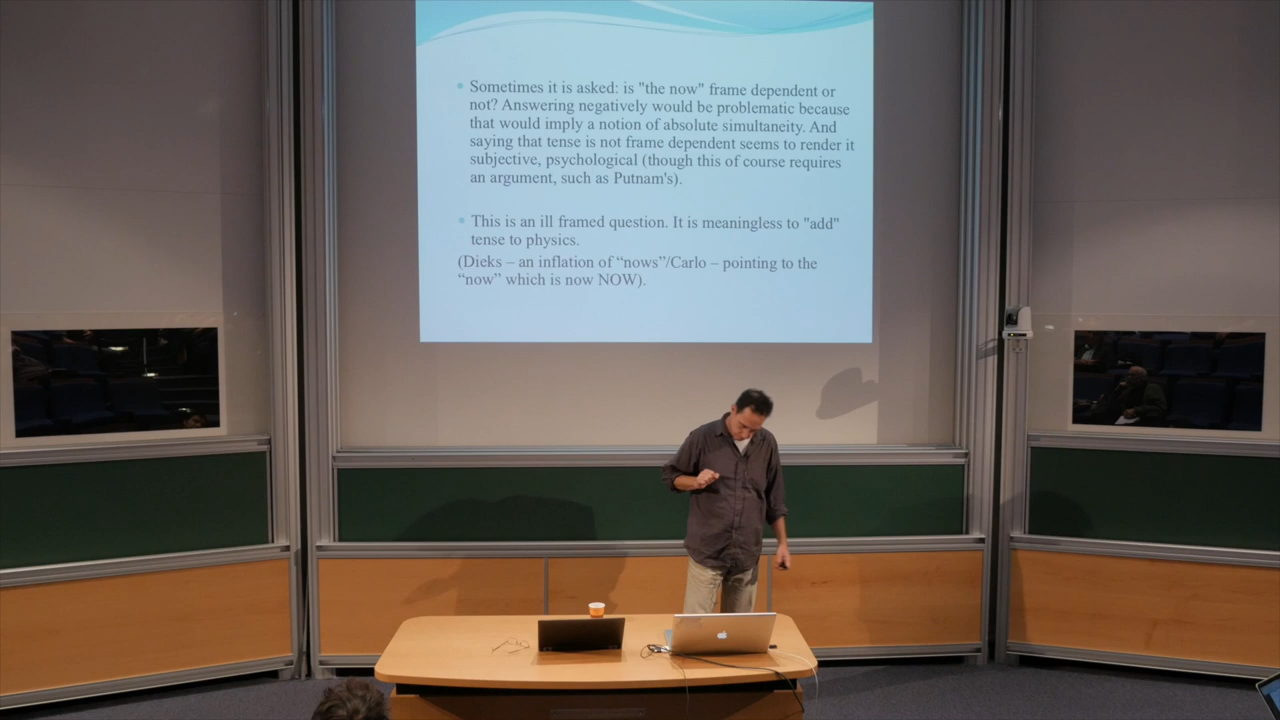 Sometimes it is asked: is "the now" frame dependent or
not? Answering negatively would be problematic because
that would imply a notion of absolute simultaneity. And
saying that tense is not frame dependent seems to render it
subjective, psychological (though this of course requires
an argument, such as Putnam's).
This is an ill framed question. It is meaningless to "add"
tense to physics.
(Dieks – an inflation of “nows”/Carlo – pointing to the
“now” which is now NOW).